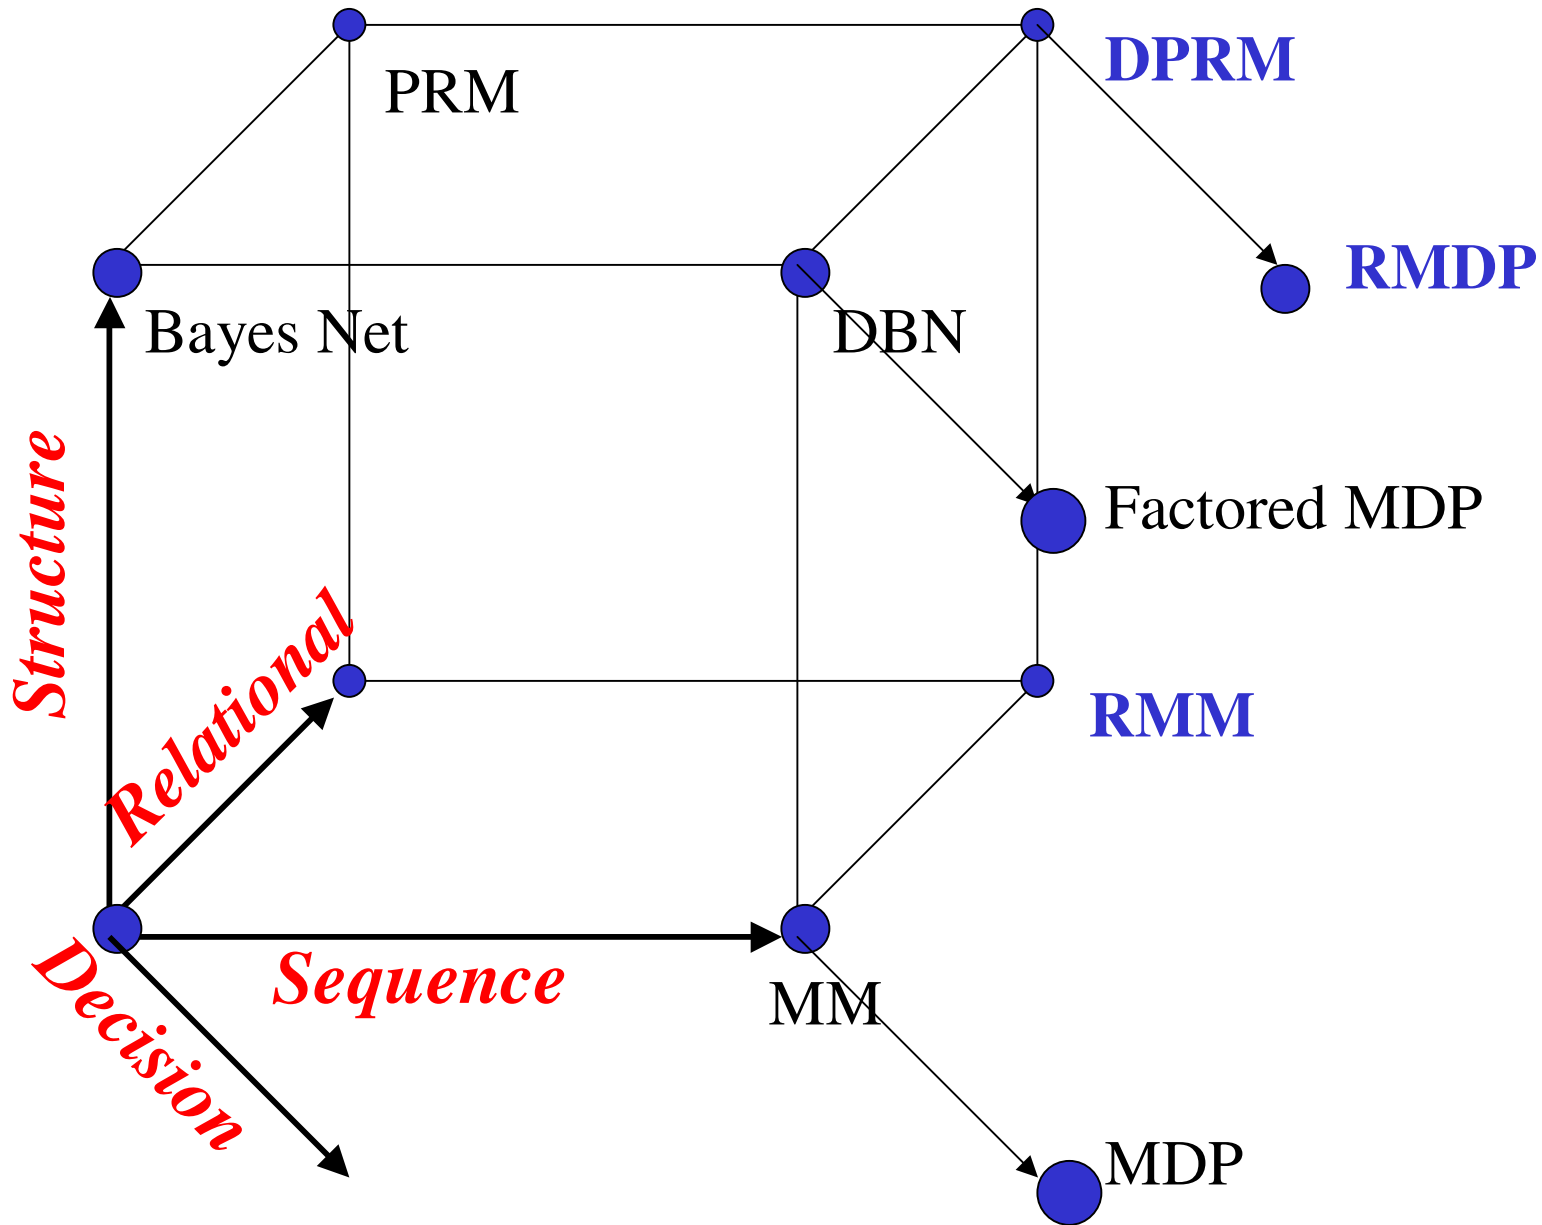 DPRM
PRM
RMDP
Bayes Net
DBN
Structure
Factored MDP
Relational
RMM
Decision
Sequence
MM
MDP